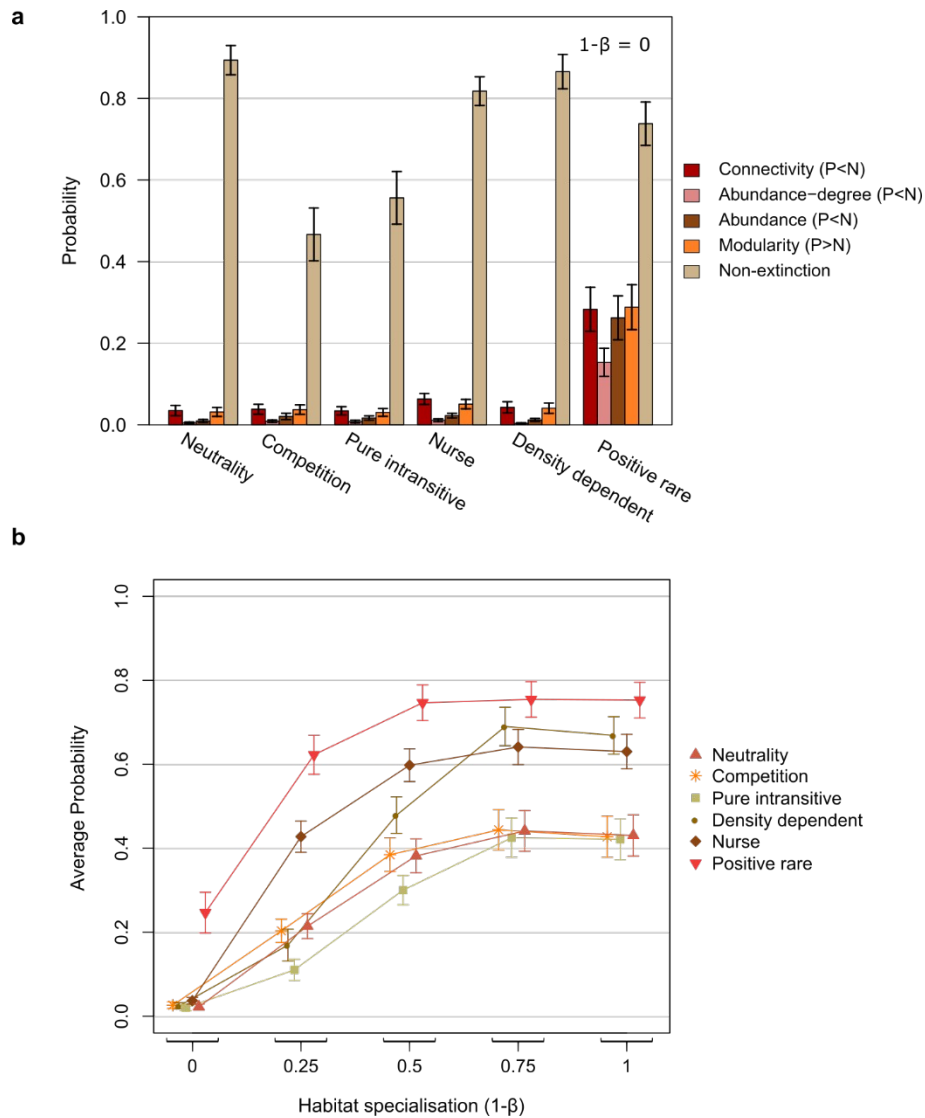 a
1-β = 0
1.0
0.8
0.6
0.4
0.2
0.0
Probability
Neutrality
Competition
Pure intransitive
Nurse
Density dependent
Positive rare
Connectivity (P<N)
Abundance−degree (P<N)
Abundance (P<N)
Modularity (P>N)
Non-extinction
b
1.0
0.8
0.6
0.4
0.2
0.0
Average Probability
Neutrality
Competition
Pure intransitive
Density dependent
Nurse
Positive rare
0 0.25 0.5 0.75 1
Habitat specialisation (1-β)